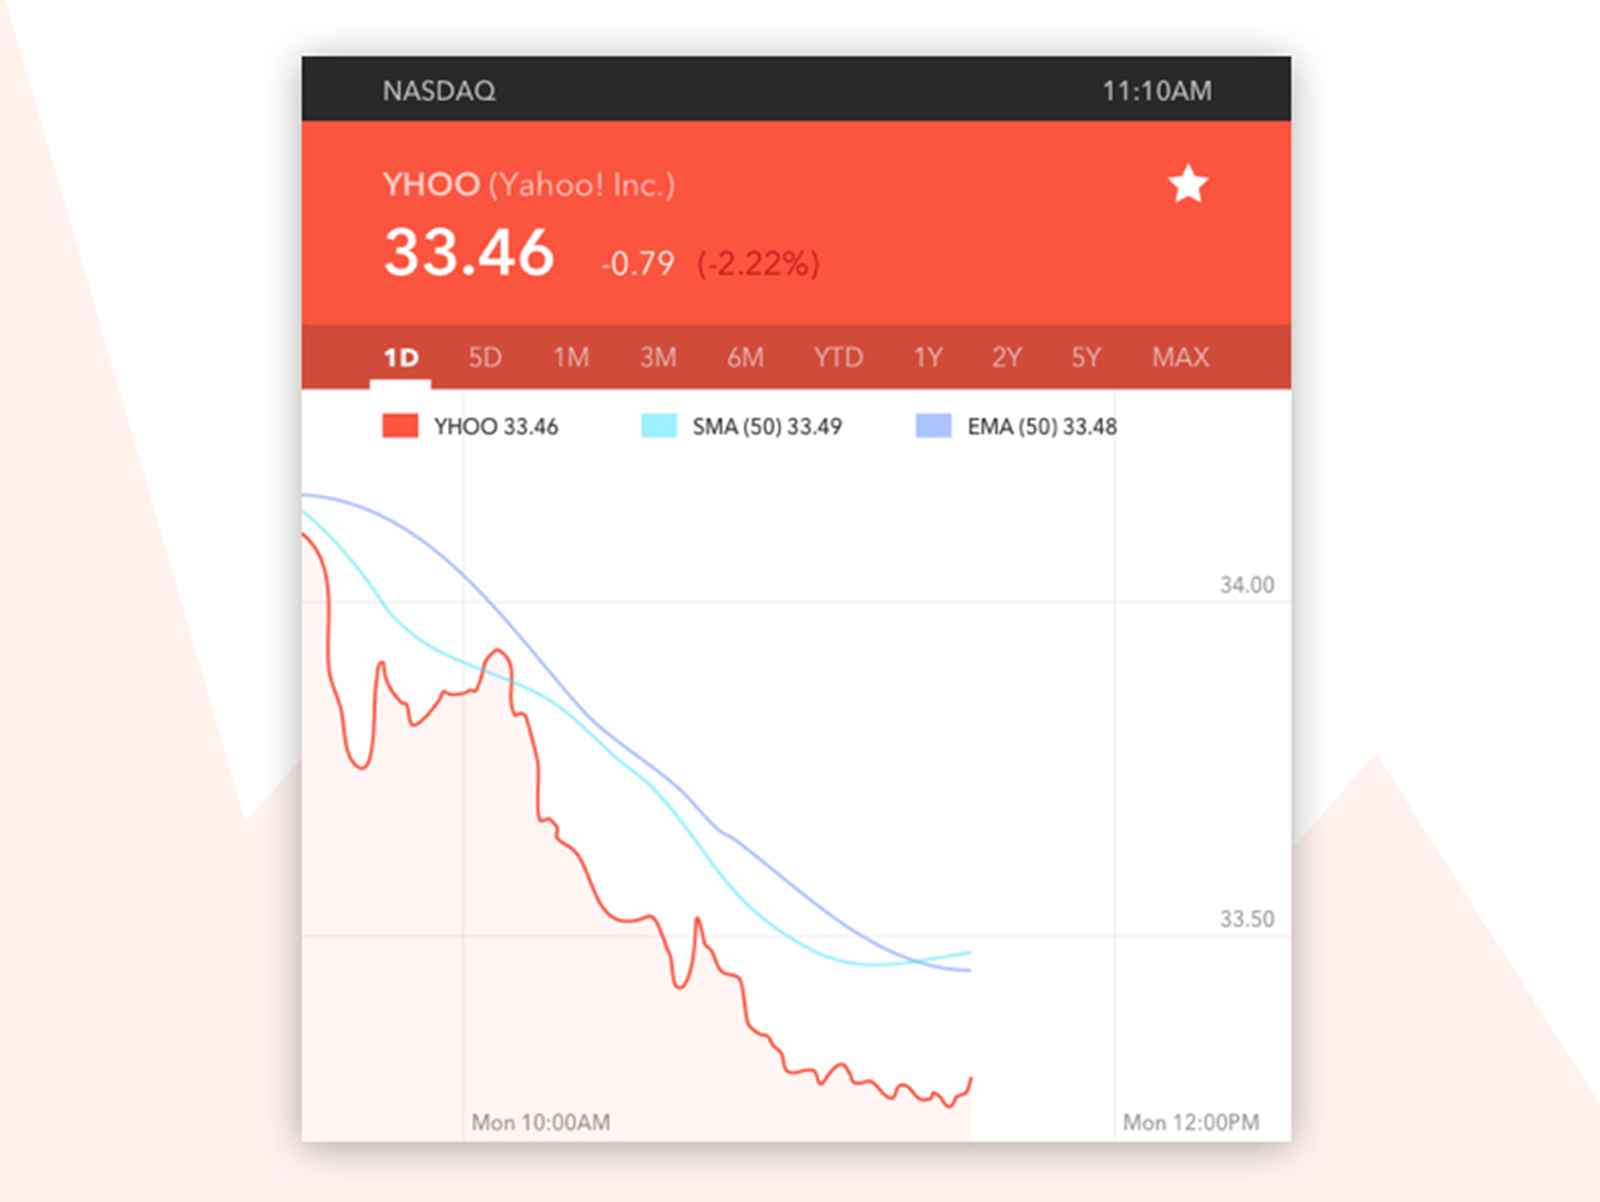 NASDAQ 11:10AM
YHOO (Yahoo! Inc.)
33.46 -0.79 (-2.22%)
1D 5D 1M 3M 6M YTD 1Y 2Y 5Y MAX
YHOO 33.46 SMA (50) 33.49 EMA (50) 33.48
34.00
33.50
Mon 10:00AM Mon 12:00PM